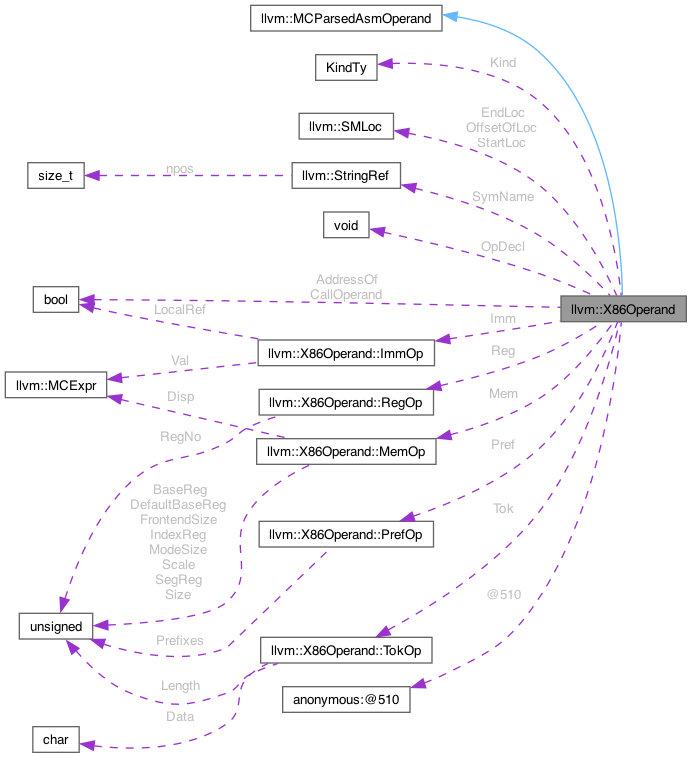 llvm::MCParsedAsmOperand
KindTy
Kind
EndLoc
OffsetOfLoc
StartLoc
llvm::SMLoc
size_t
npos
llvm::StringRef
SymName
void
OpDecl
AddressOf
CallOperand
bool
LocalRef
Imm
llvm::X86Operand
llvm::X86Operand::ImmOp
Val
Reg
llvm::MCExpr
Disp
llvm::X86Operand::RegOp
Mem
RegNo
llvm::X86Operand::MemOp
Pref
BaseReg
DefaultBaseReg
FrontendSize
IndexReg
ModeSize
Scale
SegReg
Size
Tok
llvm::X86Operand::PrefOp
@510
unsigned
Prefixes
llvm::X86Operand::TokOp
Length
anonymous:@510
Data
char